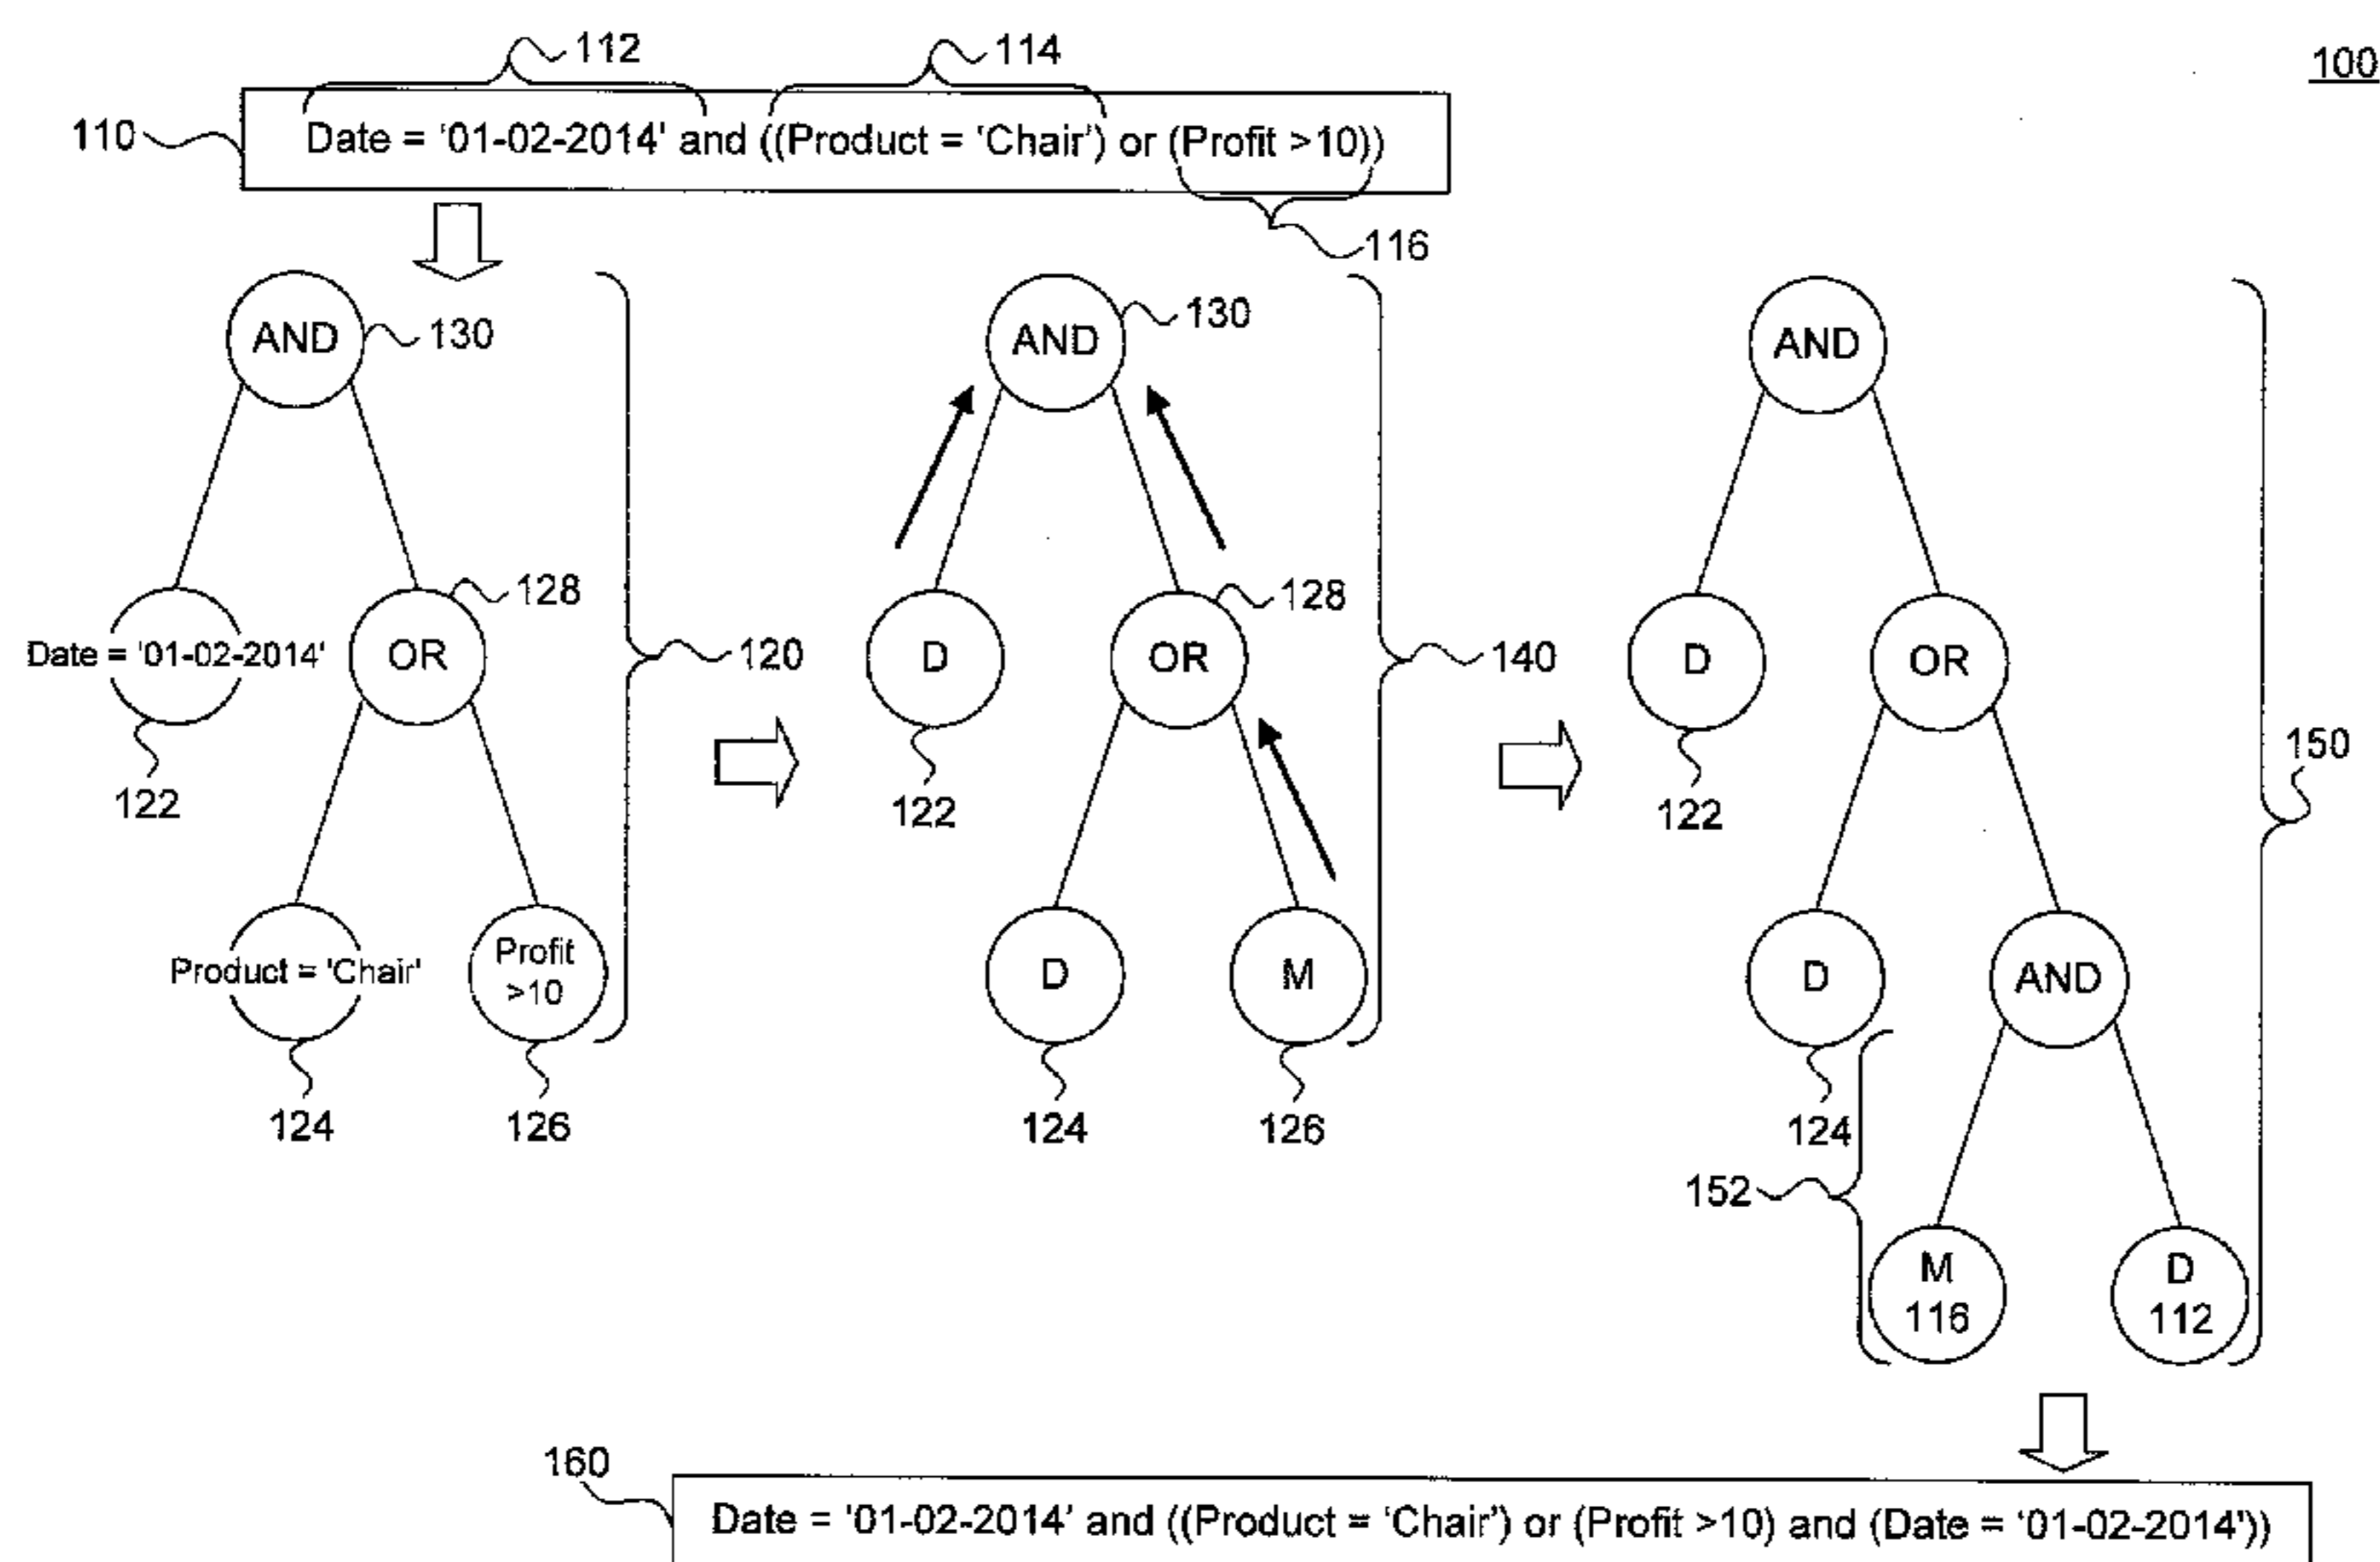 112
114
100
110
Date = '01-02-2014' and ((Product = 'Chair') or (Profit >10))
116
AND
130
AND
130
AND
Date = '01-02-2014'
OR
128
120
D
OR
128
140
D
OR
150
122
122
122
Product = 'Chair'
Profit
>10
D
M
D
AND
124
126
124
126
124
152
M
116
D
112
160
Date = '01-02-2014' and ((Product = 'Chair') or (Profit >10) and (Date = '01-02-2014'))